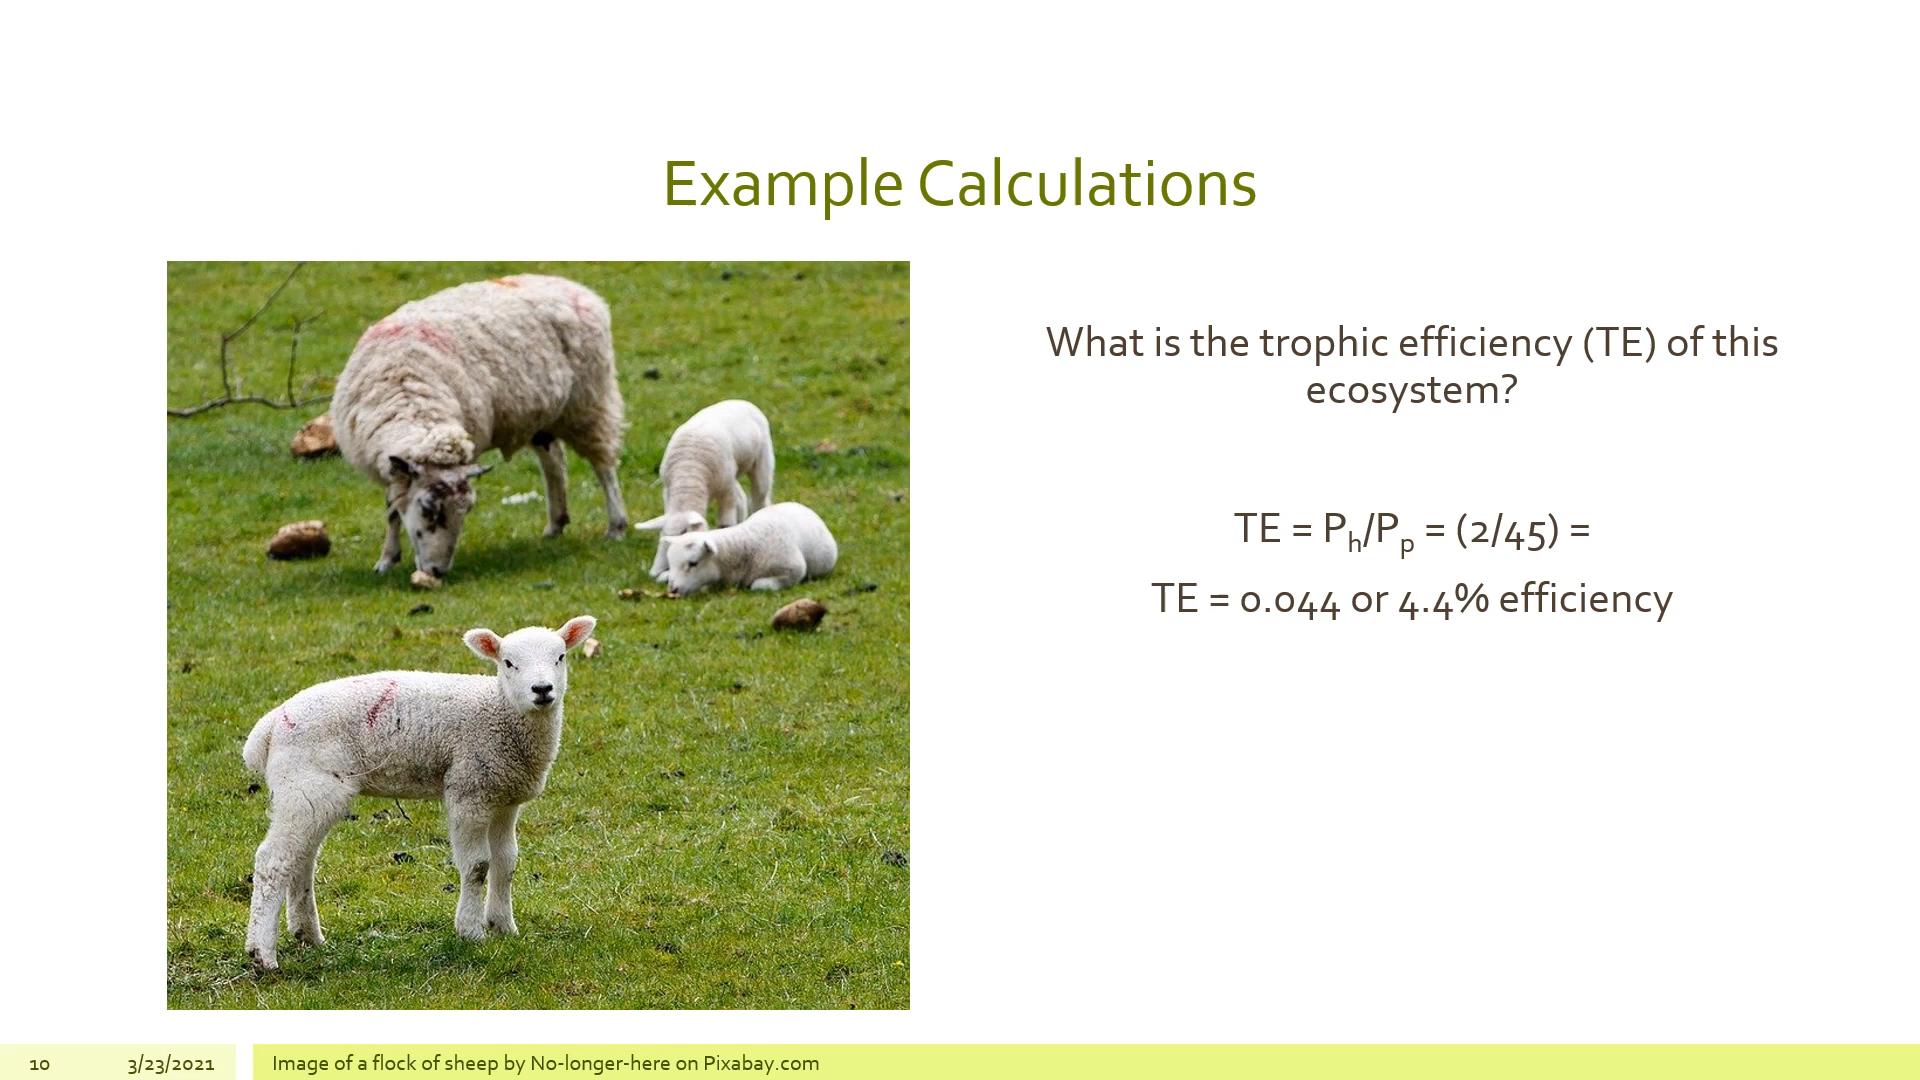 Example Calculations
What is the trophic efficiency (TE) of this
ecosystem?
TE = Pₕ/Pₚ = (2/45) =
TE = 0.044 or 4.4% efficiency
10
3/23/2021
Image of a flock of sheep by No-longer-here on Pixabay.com